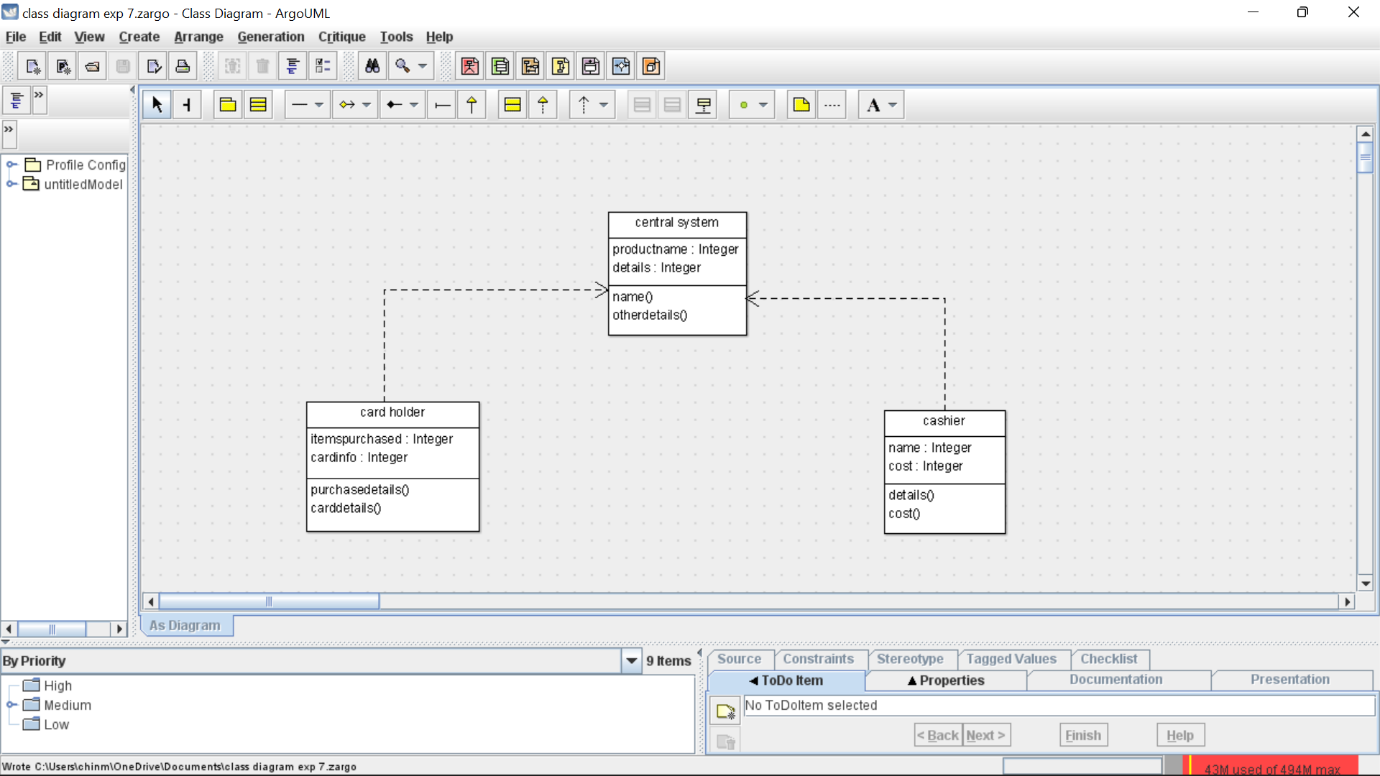 class diagram exp 7.zargo - Class Diagram - ArgoUML
File Edit View Create Arrange Generation Critique Tools Help
A
Profile Config
untitledModel
central system
productname : Integer
details : Integer
name()
otherdetails()
card holder
itemspurchased : Integer
cardinfo : Integer
purchasedetails()
carddetails()
cashier
name : Integer
cost : Integer
details()
cost()
As Diagram
By Priority
9 Items
High
Medium
Low
Source Constraints Stereotype Tagged Values Checklist
ToDo Item Properties Documentation Presentation
No ToDoItem selected
< Back Next > Finish Help
Wrote C:\Users\chinm\OneDrive\Documents\class diagram exp 7.zargo
43M used of 494M max